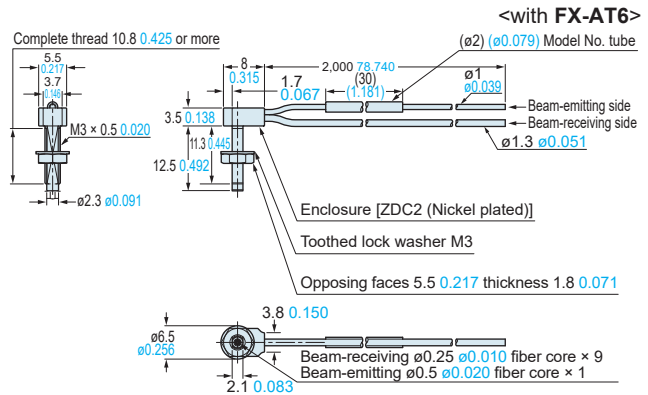 <with FX-AT6>
Complete thread 10.8 0.425 or more
(ø2) (ø0.079) Model No. tube
5.5
0.217
3.7
0.146
8
0.315
2,000 78.740
1.7
0.067
(30)
(1.181)
ø1
ø0.039
Beam-emitting side
Beam-receiving side
3.5 0.138
M3 × 0.5 0.020
11.3 0.445
12.5 0.492
ø1.3 ø0.051
ø2.3 ø0.091
Enclosure [ZDC2 (Nickel plated)]
Toothed lock washer M3
Opposing faces 5.5 0.217 thickness 1.8 0.071
3.8 0.150
ø6.5
ø0.256
Beam-receiving ø0.25 ø0.010 fiber core × 9
Beam-emitting ø0.5 ø0.020 fiber core × 1
2.1 0.083